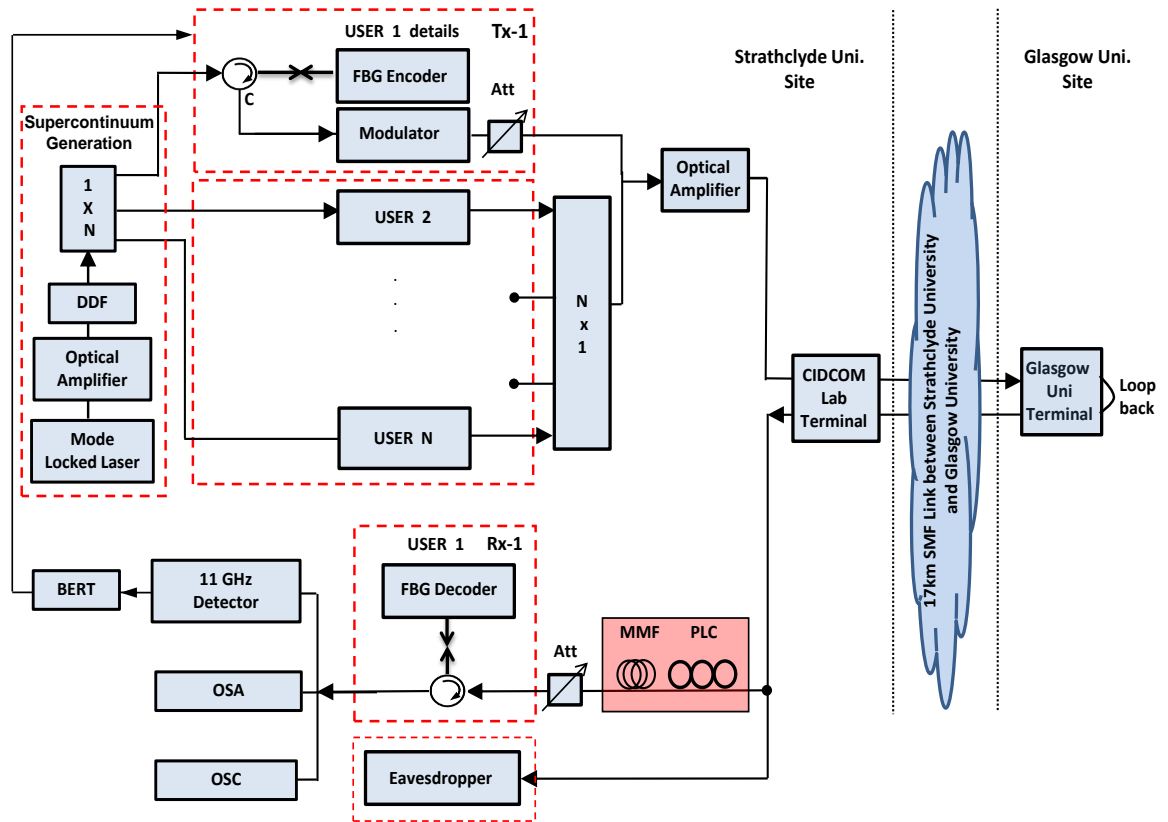 USER 1 details
Tx-1
FBG Encoder
C
Att
Modulator
Strathclyde Uni.
Site
Glasgow Uni.
Site
Supercontinuum
Generation
1
X
N
Optical
Amplifier
USER 2
.
.
.
N
x
1
DDF
Optical
Amplifier
Mode
Locked Laser
USER N
CIDCOM
Lab
Terminal
17km SMF Link between Strathclyde University
and Glasgow University
Glasgow
Uni
Terminal
Loop
back
USER 1
Rx-1
FBG Decoder
BERT
11 GHz
Detector
Att
MMF
PLC
OSA
OSC
Eavesdropper